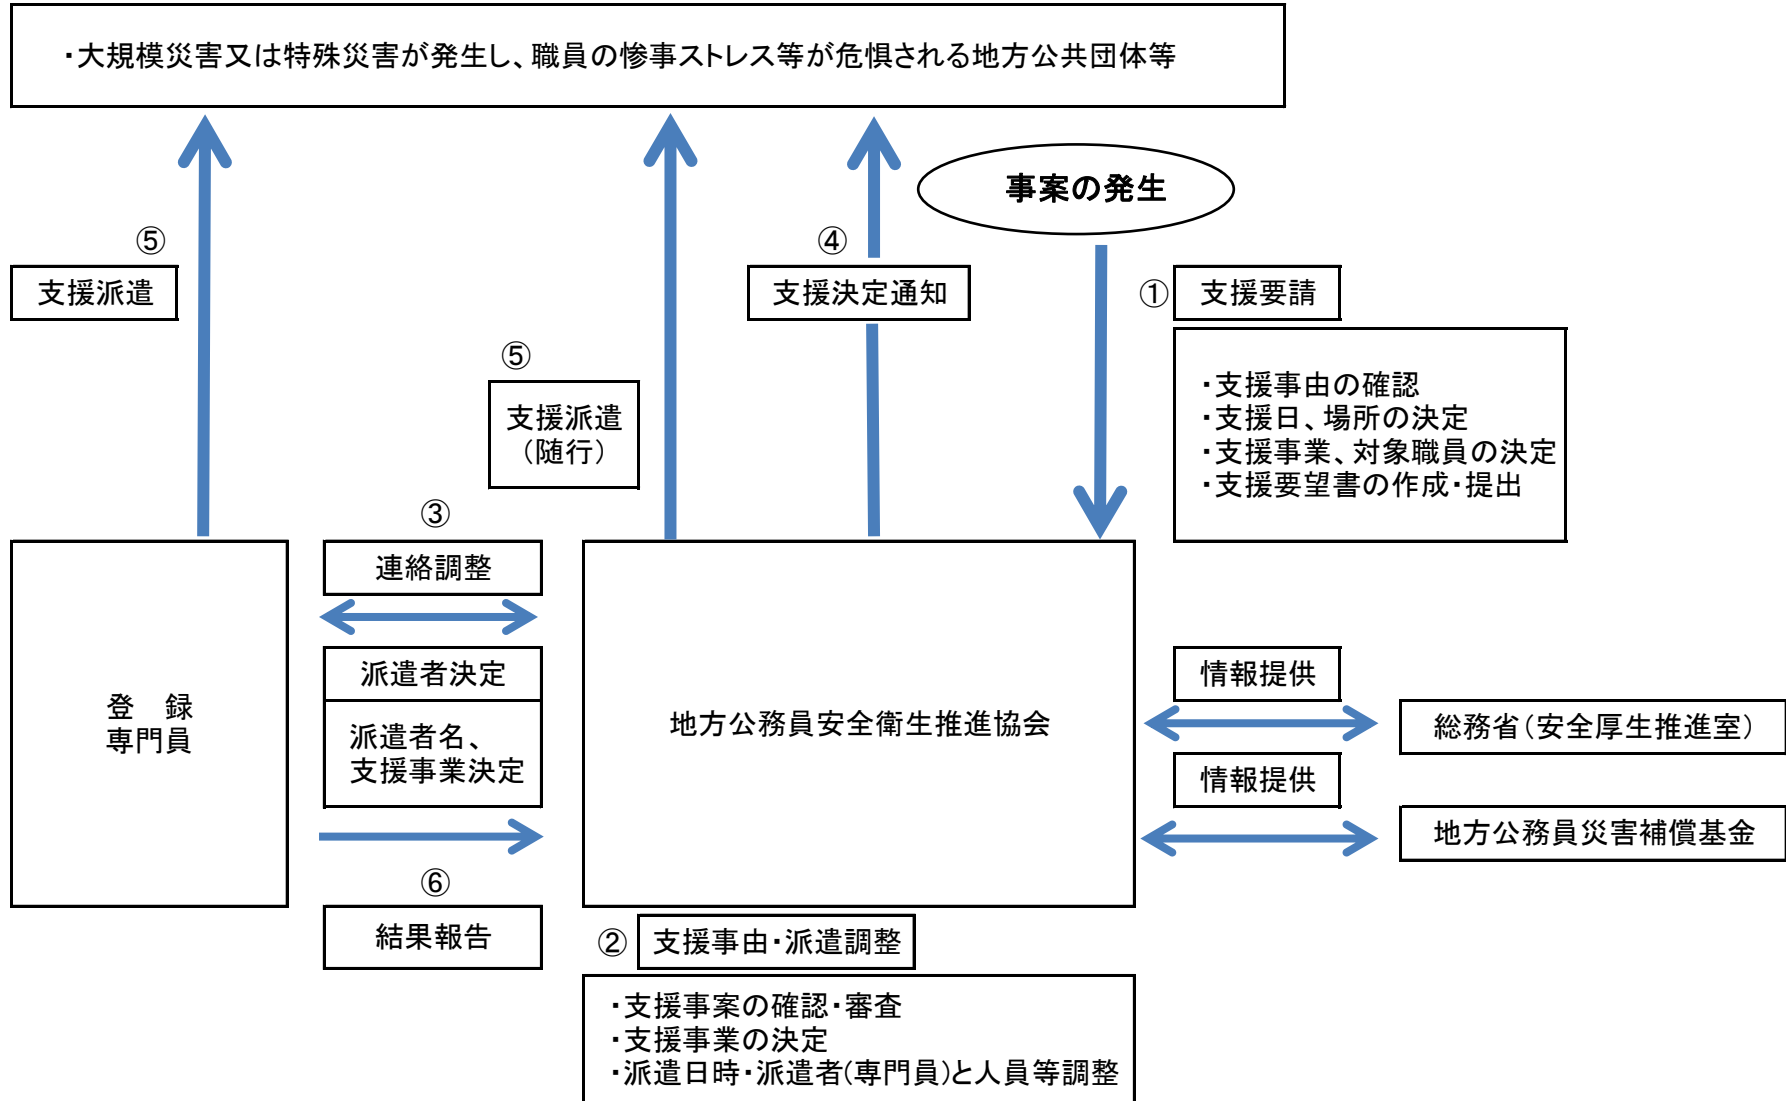 ・大規模災害又は特殊災害が発生し、職員の惨事ストレス等が危惧される地方公共団体等
事案の発生
⑤
支援派遣
④
支援決定通知
①
支援要請
・支援事由の確認
・支援日、場所の決定
・支援事業、対象職員の決定
・支援要望書の作成・提出
⑤
支援派遣
（随行）
③
連絡調整
派遣者決定
派遣者名、
支援事業決定
登　録
専門員
地方公務員安全衛生推進協会
情報提供
総務省（安全厚生推進室）
情報提供
地方公務員災害補償基金
⑥
結果報告
②
支援事由・派遣調整
・支援事案の確認・審査
・支援事業の決定
・派遣日時・派遣者(専門員)と人員等調整